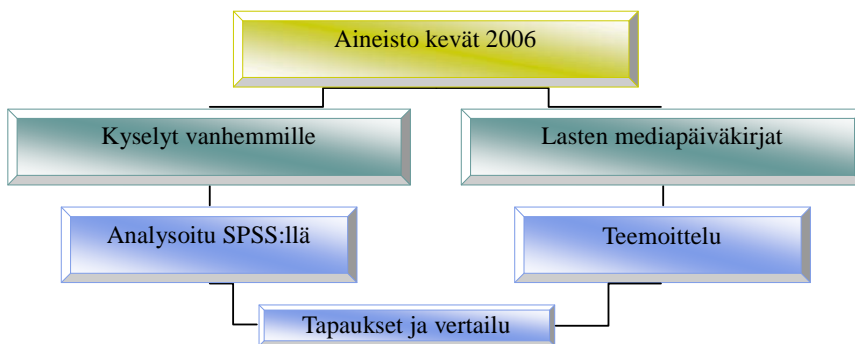 Aineisto kevät 2006
Kyselyt vanhemmille
Lasten mediapäiväkirjat
Analysoitu SPSS:llä
Teemoittelu
Tapaukset ja vertailu